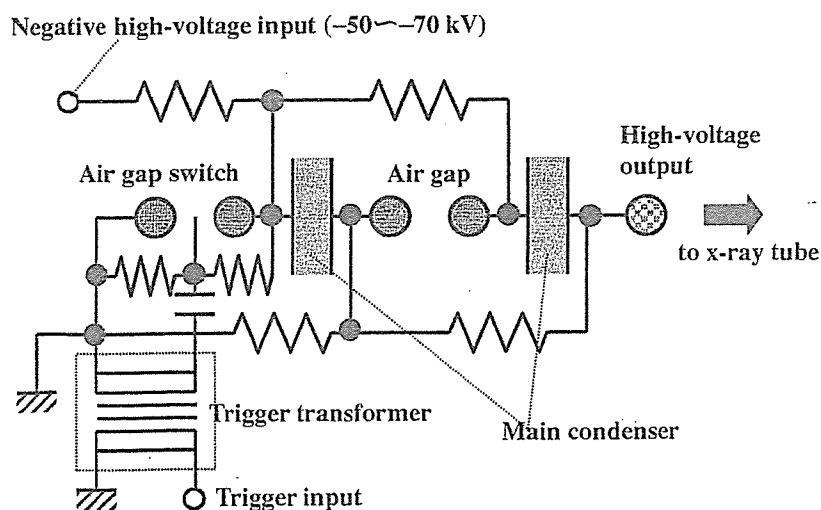 Negative high-voltage input (−50∼−70 kV)
High-voltage
output
Air gap switch
Air gap
to x-ray tube
Trigger transformer
Main condenser
Trigger input